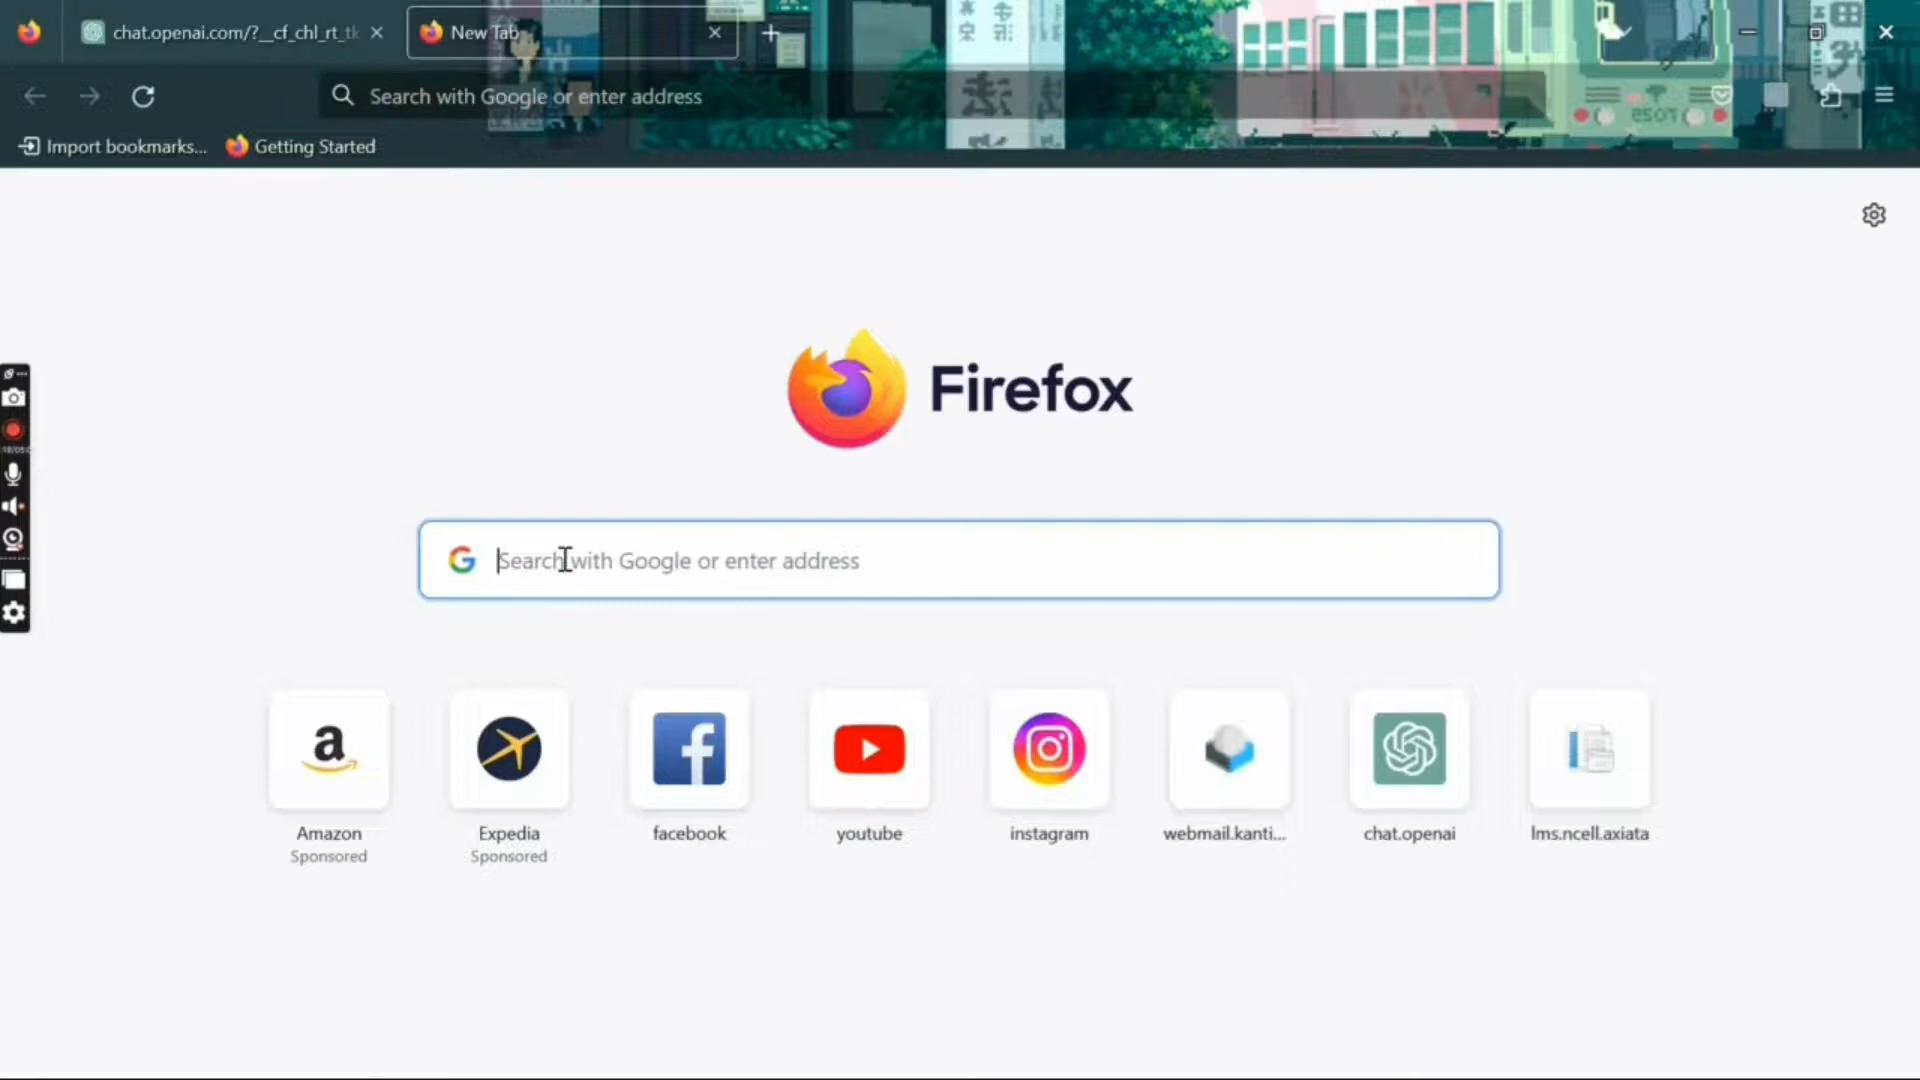 chat.openai.com/?__cf_chl_rt_tk
New Tab
Search with Google or enter address
Import bookmarks...
Getting Started
Firefox
Search with Google or enter address
Amazon
Sponsored
Expedia
Sponsored
facebook
youtube
instagram
webmail.kanti...
chat.openai
lms.ncell.axiata